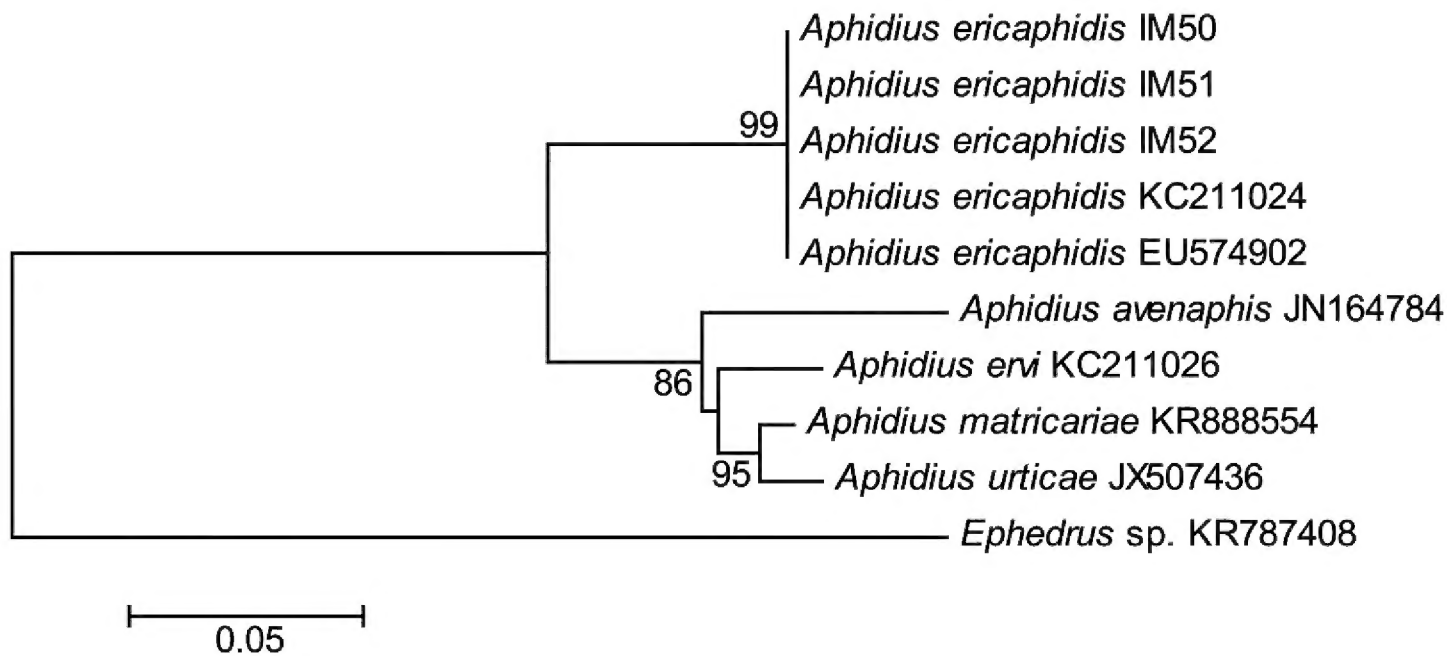 Aphidius ericaphidis IM50
Aphidius ericaphidis IM51
99
Aphidius ericaphidis IM52
Aphidius ericaphidis KC211024
Aphidius ericaphidis EU574902
Aphidius avenaphis JN164784
Aphidius ervi KC211026
86
Aphidius matricariae KR888554
95
Aphidius urticae JX507436
Ephedrus sp. KR787408
0.05